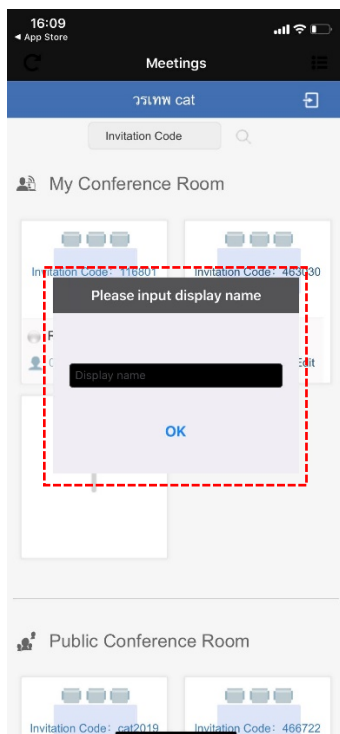 16:09
◄ App Store
Meetings
วรเทพ cat
Invitation Code
My Conference Room
Invitation Code: 116801
Invitation Code: 463030
Please input display name
Edit
Display name
OK
Public Conference Room
Invitation Code: cat2019
Invitation Code: 466722